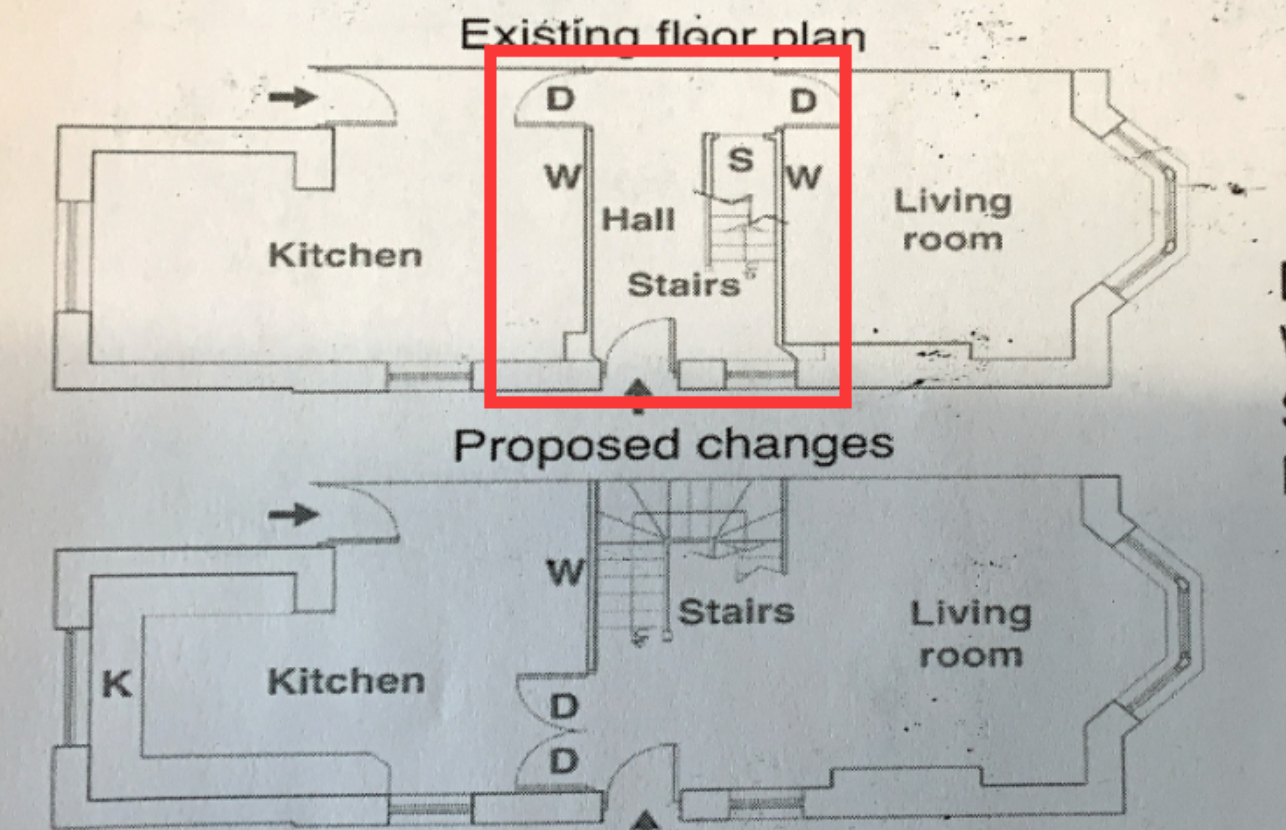 Existing floor plan
D
D
S
W
W
Hall
Living
room
Kitchen
Stairs
Proposed changes
W
Stairs
Living
room
K
Kitchen
D
D